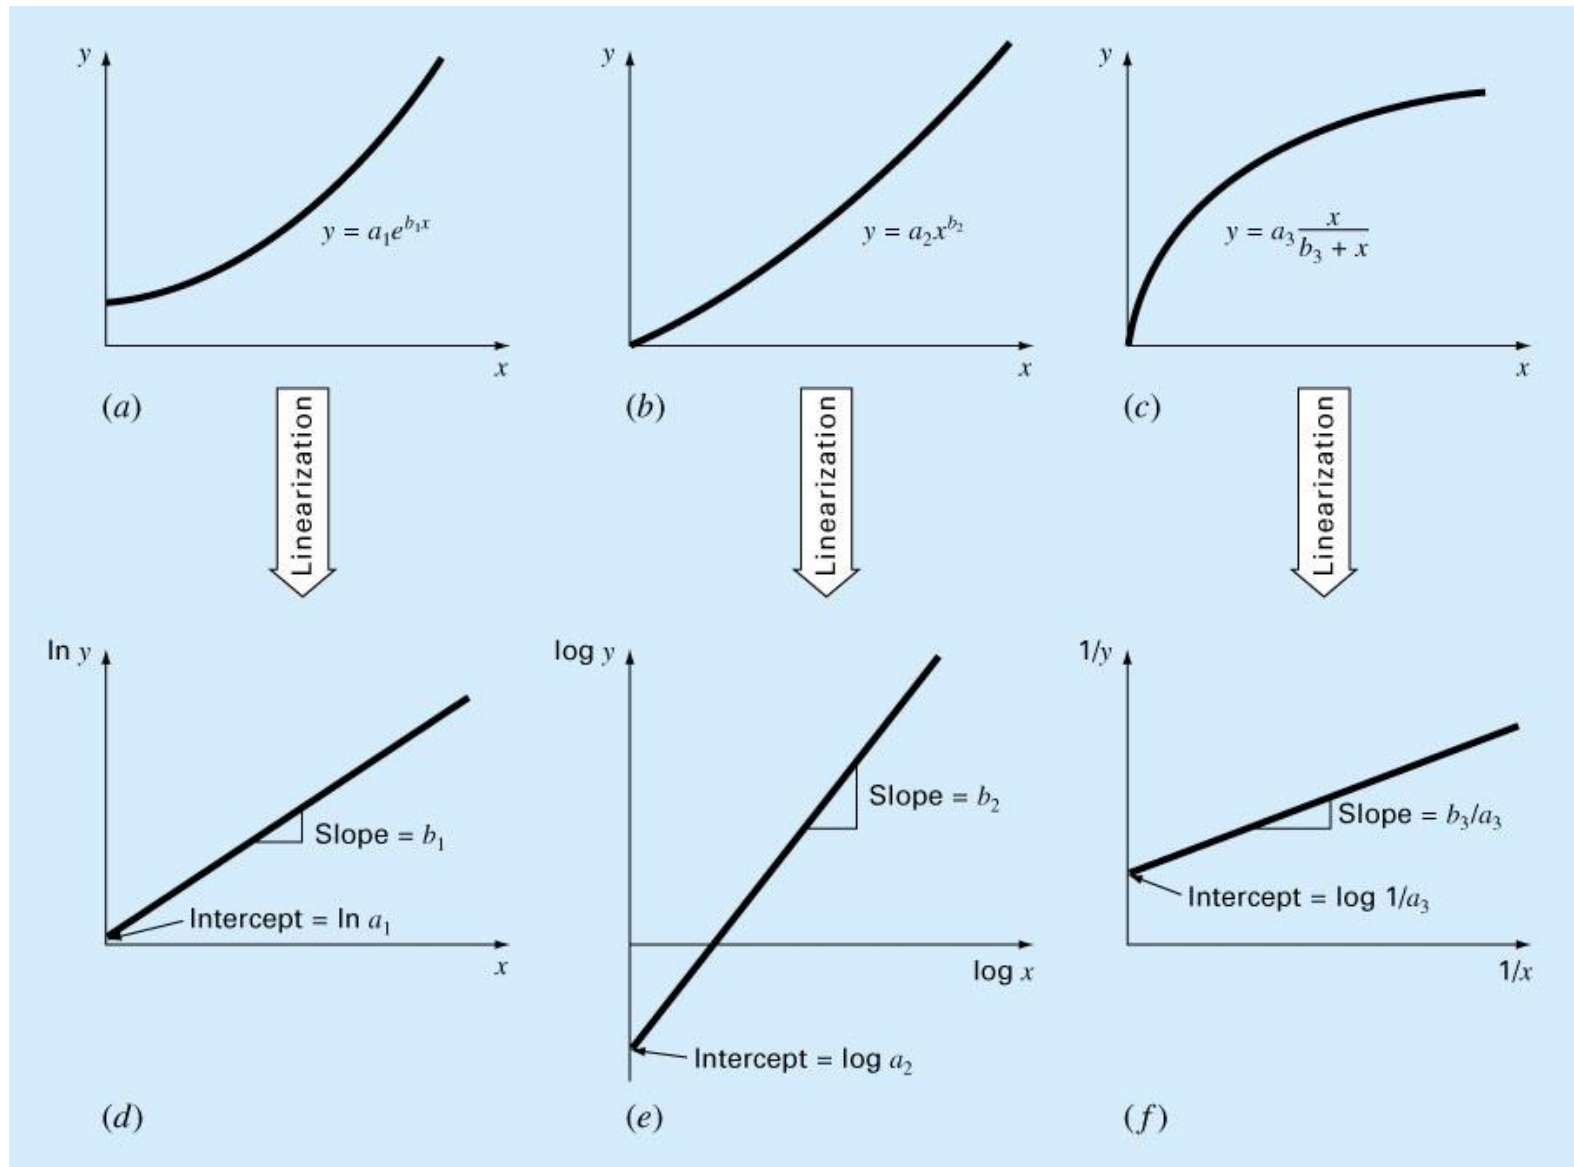 y
y = a₁e^{b₁x}
x
(a)
y
y = a₂x^{b₂}
x
(b)
y
y = a₃ x / (b₃ + x)
x
(c)
Linearization
Linearization
Linearization
ln y
Slope = b₁
Intercept = ln a₁
x
(d)
log y
Slope = b₂
log x
Intercept = log a₂
(e)
1/y
Slope = b₃/a₃
Intercept = log 1/a₃
1/x
(f)